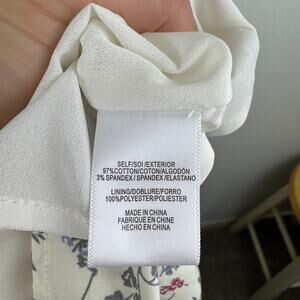 SELF/SOI/EXTERIOR
97%COTTON/COTON/ALGODÓN
3% SPANDEX/SPANDEX/ELASTANO
LINING/DOBLURE/FORRO
100%POLYESTER/POLIESTER
MADE IN CHINA
FABRIQUE EN CHINE
HECHO EN CHINA